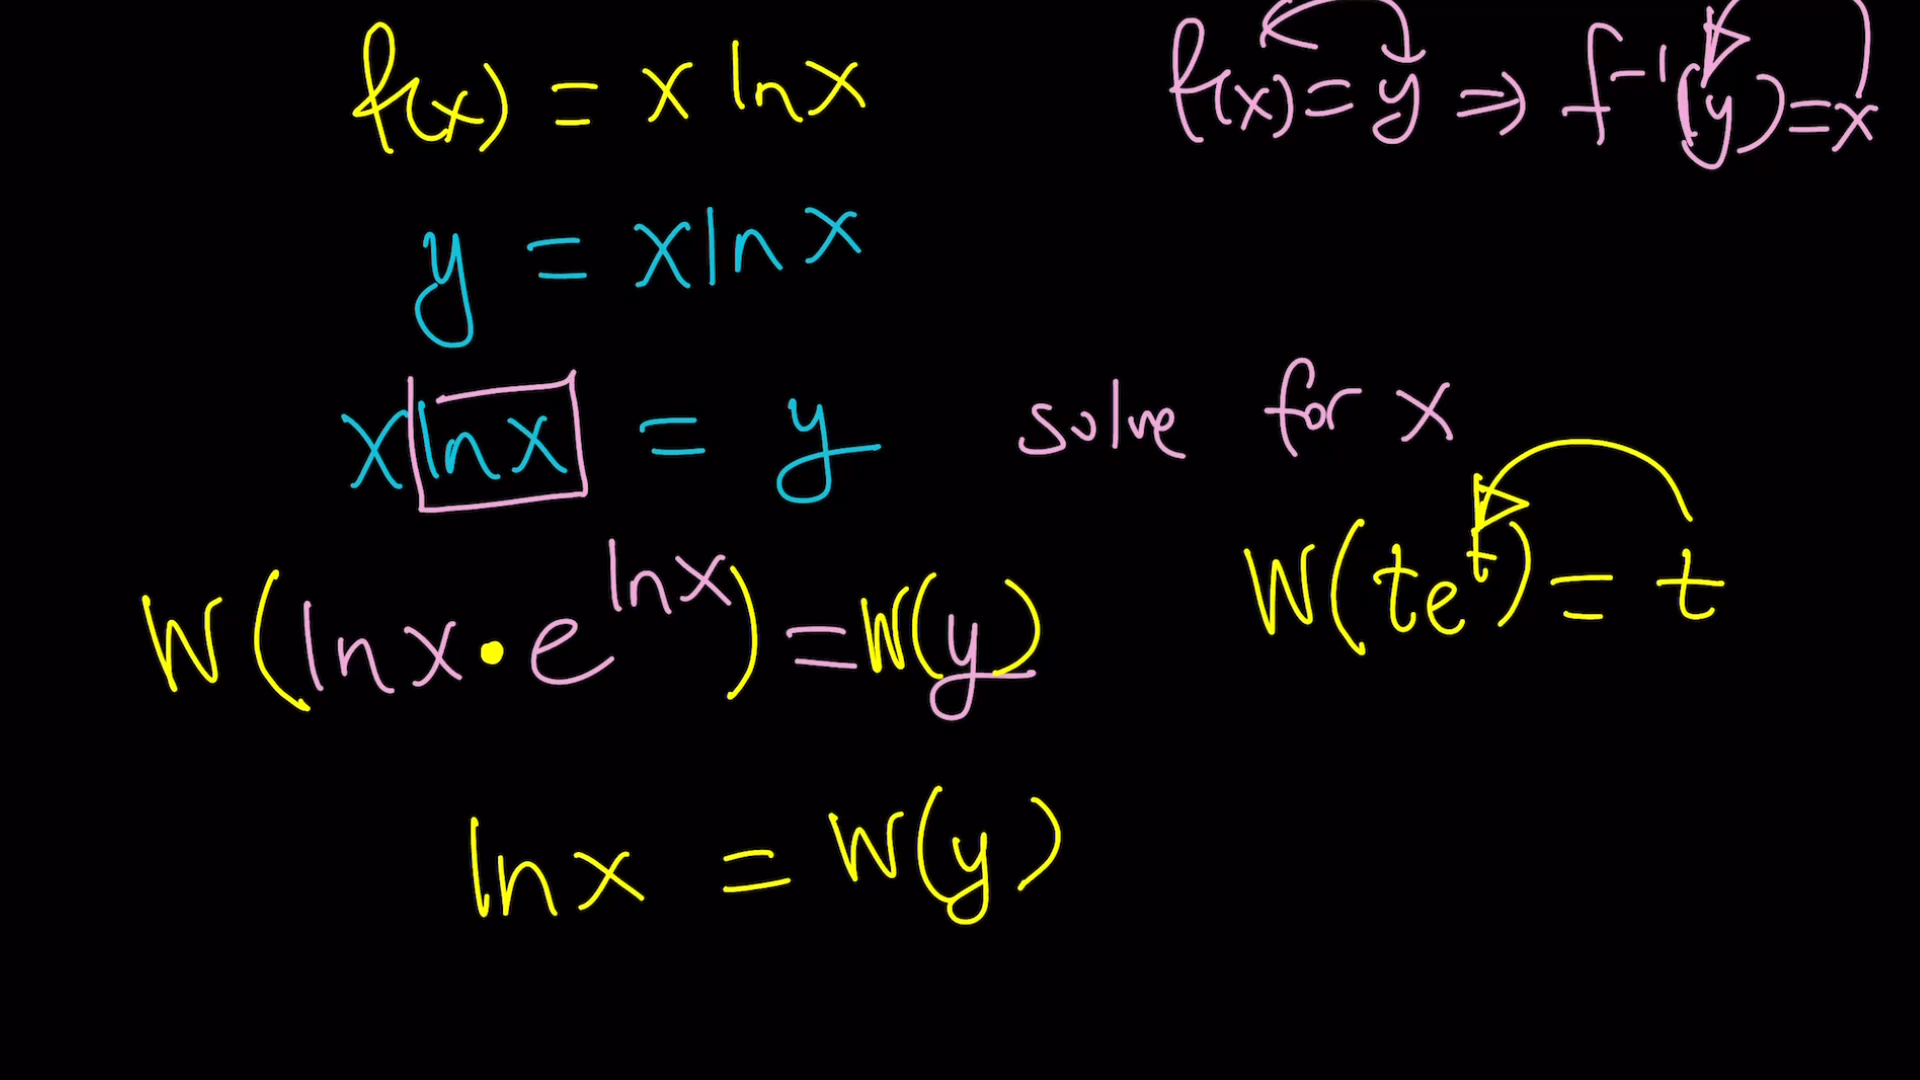 f(x) = x ln x
f(x) = y ⇒ f⁻¹(y) = x
y = x ln x
x ln x = y solve for x
W(ln x • e^{ln x}) = W(y)
W(te^t) = t
ln x = W(y)